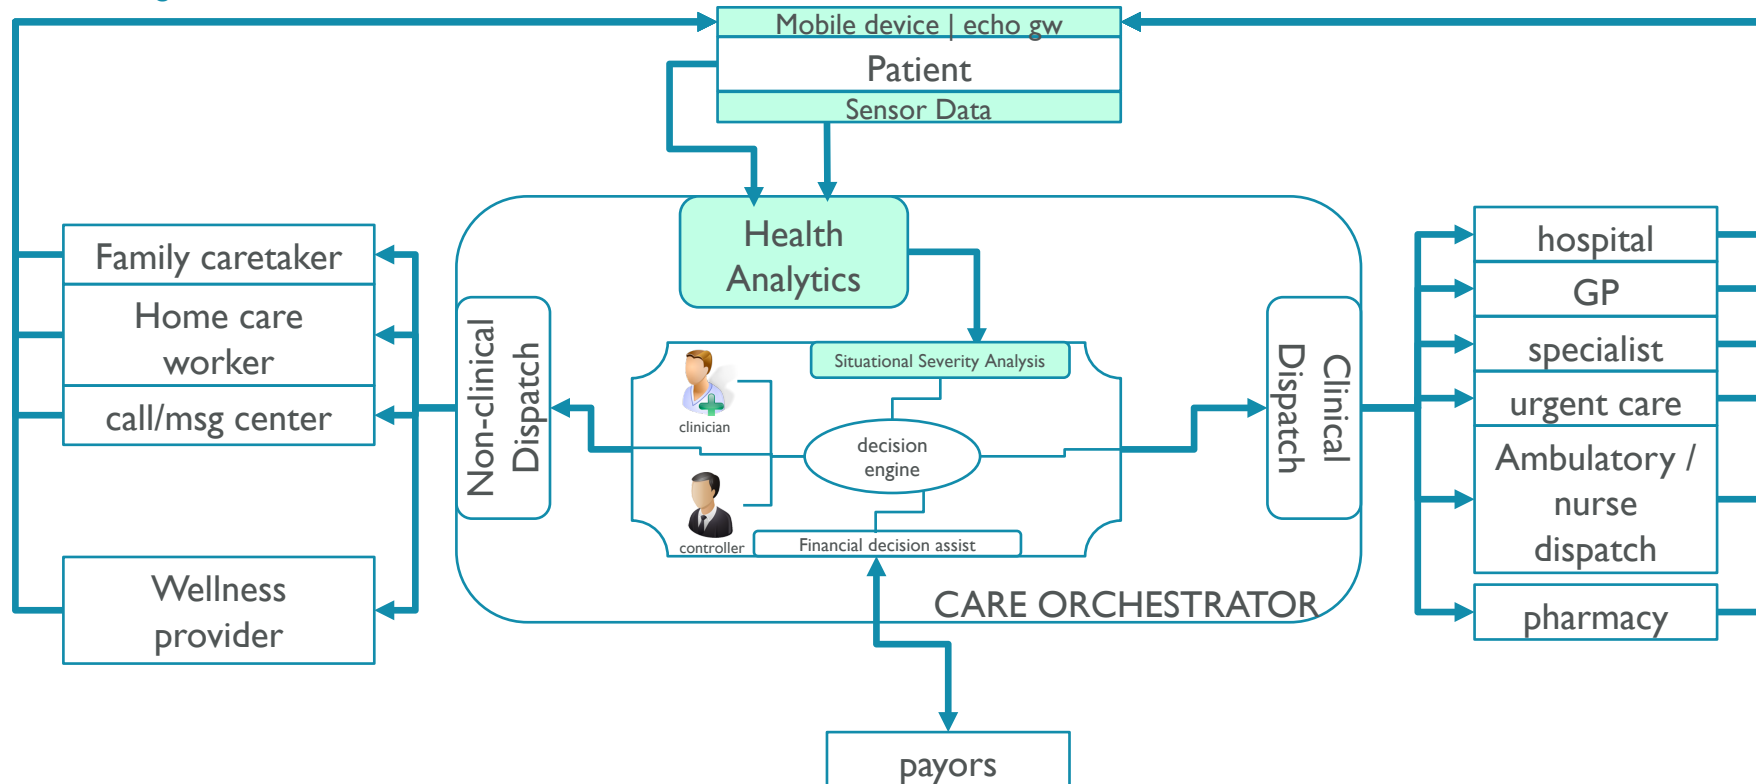 Mobile device | echo gw
Patient
Sensor Data
Health
Analytics
Family caretaker
Home care
worker
call/msg center
Wellness
provider
Non-clinical
Dispatch
Situational Severity Analysis
clinician
decision
engine
controller
Financial decision assist
CARE ORCHESTRATOR
Clinical
Dispatch
hospital
GP
specialist
urgent care
Ambulatory /
nurse
dispatch
pharmacy
payors